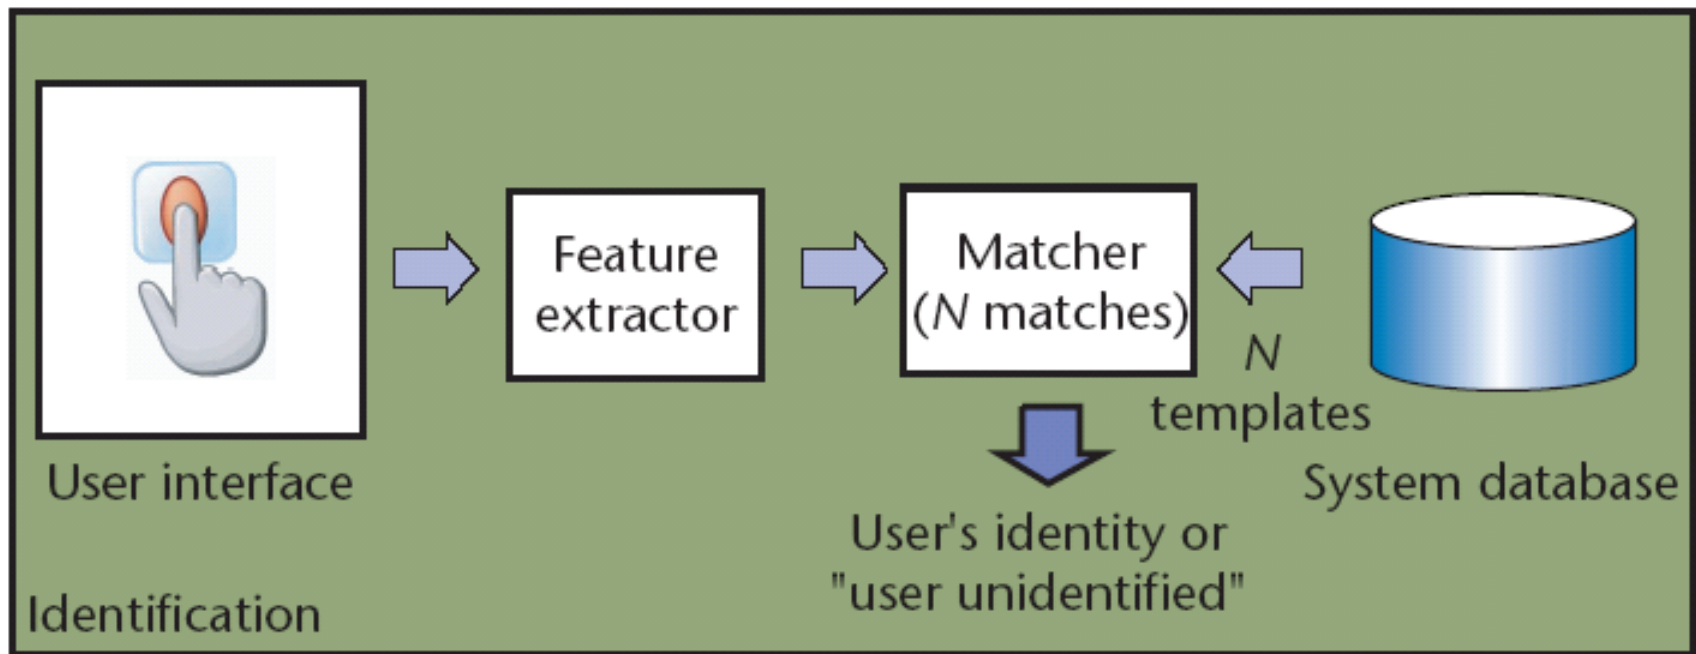 Feature
extractor
Matcher
(N matches)
N
templates
User interface
System database
User's identity or
"user unidentified"
Identification